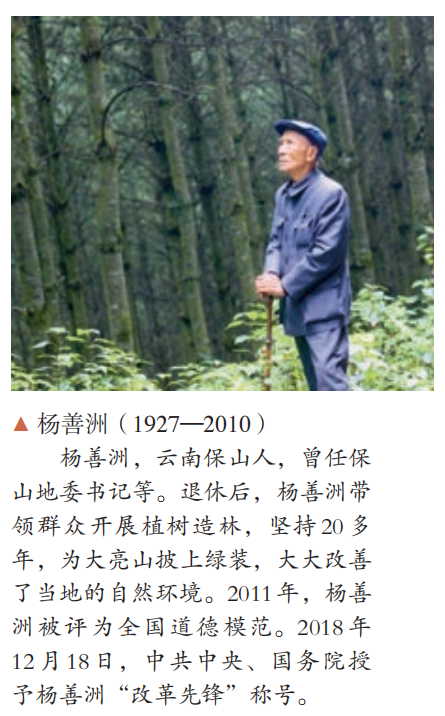 ▲ 杨善洲（1927—2010）
杨善洲，云南保山人，曾任保
山地委书记等。退休后，杨善洲带
领群众开展植树造林，坚持20多
年，为大亮山披上绿装，大大改善
了当地的自然环境。2011年，杨善
洲被评为全国道德模范。2018年
12月18日，中共中央、国务院授
予杨善洲“改革先锋”称号。